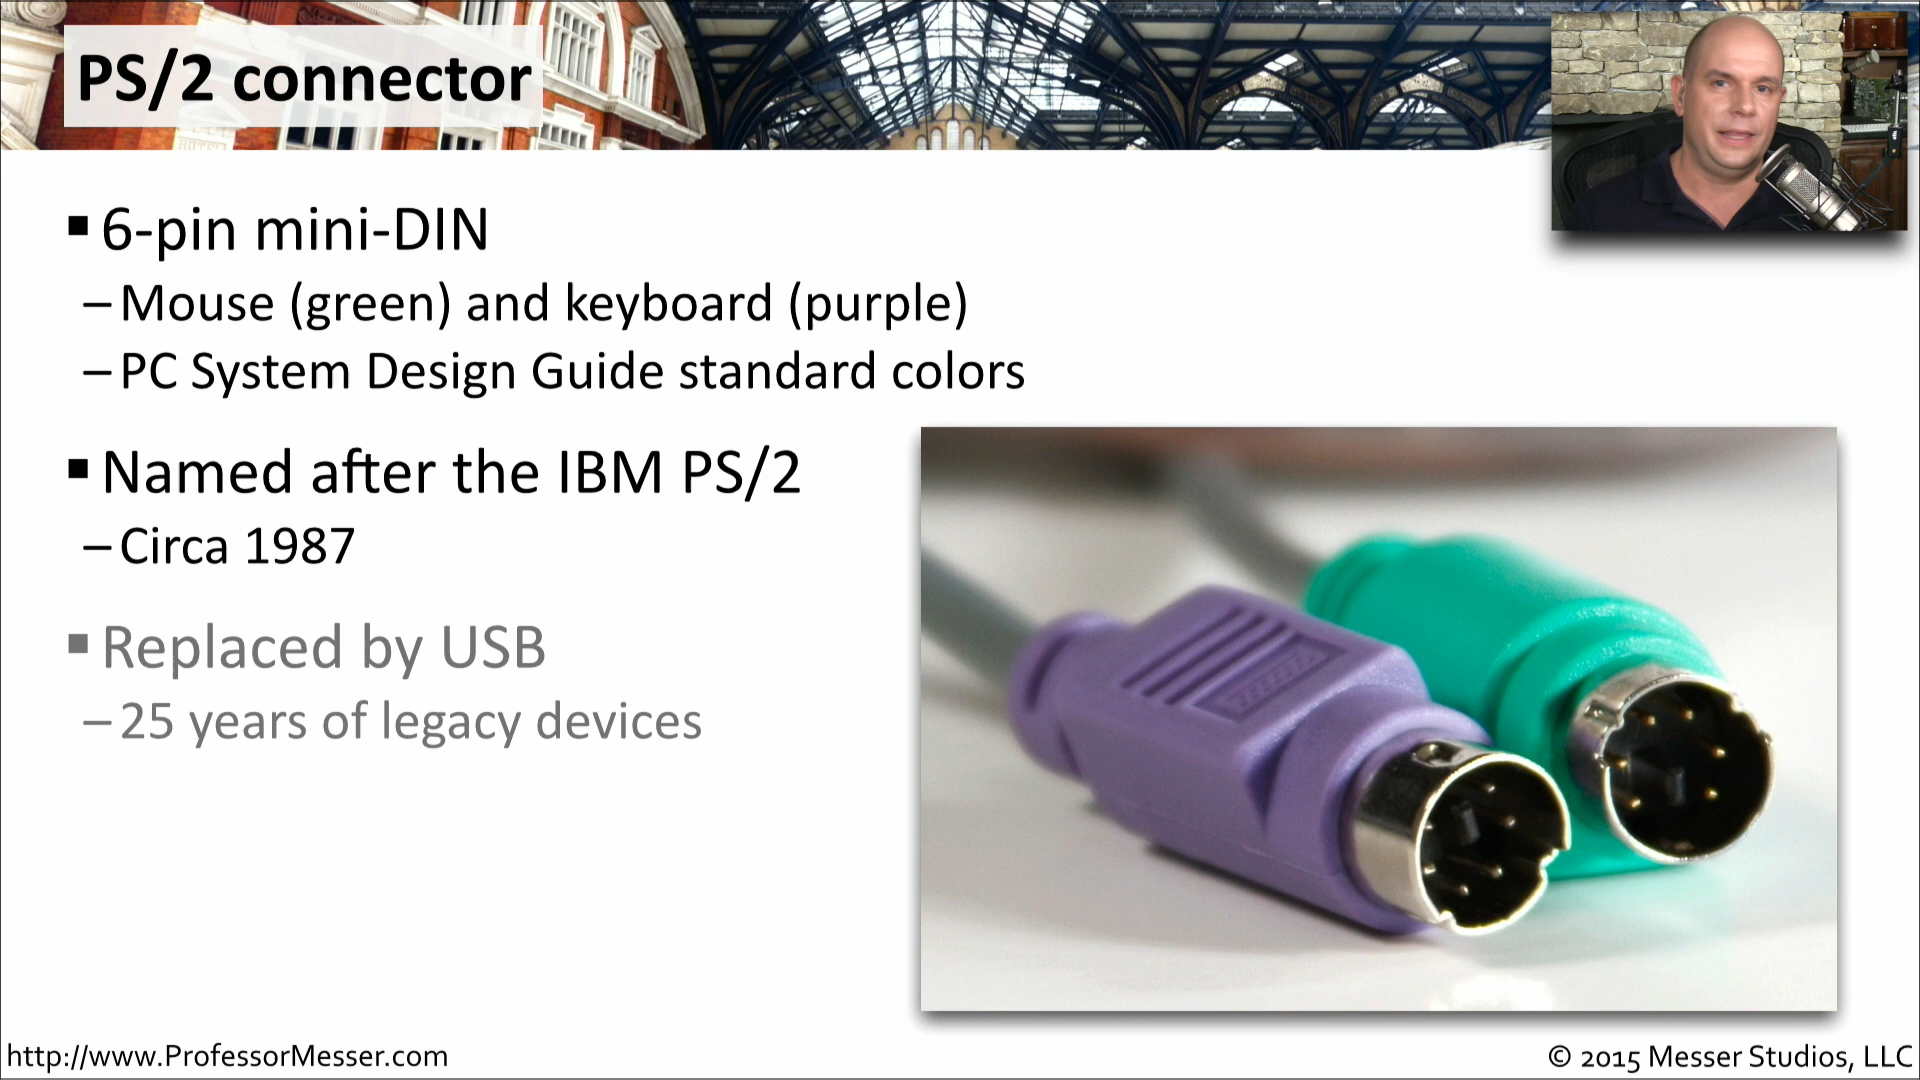 PS/2 connector
▪ 6-pin mini-DIN
– Mouse (green) and keyboard (purple)
– PC System Design Guide standard colors
▪ Named after the IBM PS/2
– Circa 1987
▪ Replaced by USB
– 25 years of legacy devices
http://www.ProfessorMesser.com
© 2015 Messer Studios, LLC